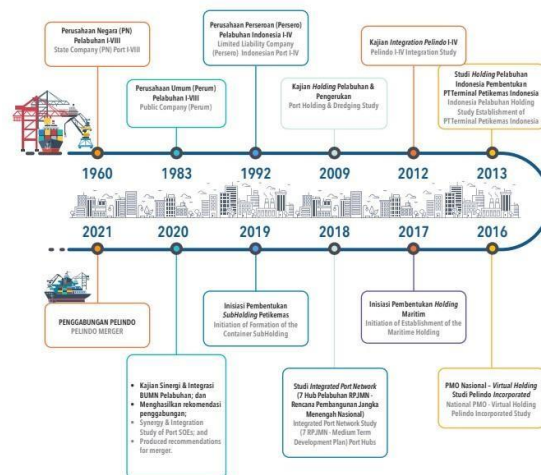 Perusahaan Negara (PN)
Pelabuhan I-VIII
State Company (PN) Port I-VIII
Perusahaan Umum (Perum)
Pelabuhan I-VIII
Public Company (Perum)
Perusahaan Perseroan (Persero)
Pelabuhan Indonesia I-IV
Limited Liability Company
(Persero) Indonesian Port I-IV
Kajian Holding Pelabuhan &
Pengerukan
Port Holding & Dredging Study
Kajian Integration Pelindo I-IV
Pelindo I-IV Integration Study
Studi Holding Pelabuhan
Indonesia Pembentukan
PTTerminal Petikemas Indonesia
Indonesia Pelabuhan Holding
Study Establishment of
PTTerminal Petikemas Indonesia
1960
1983
1992
2009
2012
2013
2021
2020
2019
2018
2017
2016
PENGGABUNGAN PELINDO
PELINDO MERGER
• Kajian Sinergi & Integrasi
BUMN Pelabuhan; dan
• Menghasilkan rekomendasi
penggabungan;
• Synergy & Integration
Study of Port SOEs; and
• Produced recommendations
for merger.
Inisiasi Pembentukan
SubHolding Petikemas
Initiation of Formation of the
Container SubHolding
Studi Integrated Port Network
(7 Hub Pelabuhan RPJMN -
Rencana Pembangunan Jangka
Menengah Nasional)
Integrated Port Network Study
(7 RPJMN - Medium Term
Development Plan) Port Hubs
Inisiasi Pembentukan Holding
Maritim
Initiation of Establishment of the
Maritime Holding
PMO Nasional – Virtual Holding
Studi Pelindo Incorporated
National PMO - Virtual Holding
Pelindo Incorporated Study